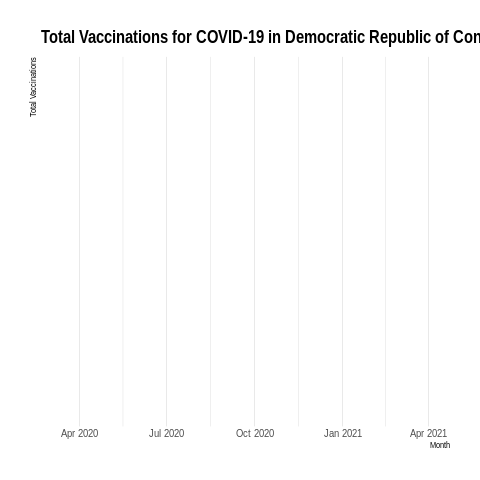 Total Vaccinations for COVID-19 in Democratic Republic of Con
Total Vaccinations
Apr 2020 Jul 2020 Oct 2020 Jan 2021 Apr 2021
Month